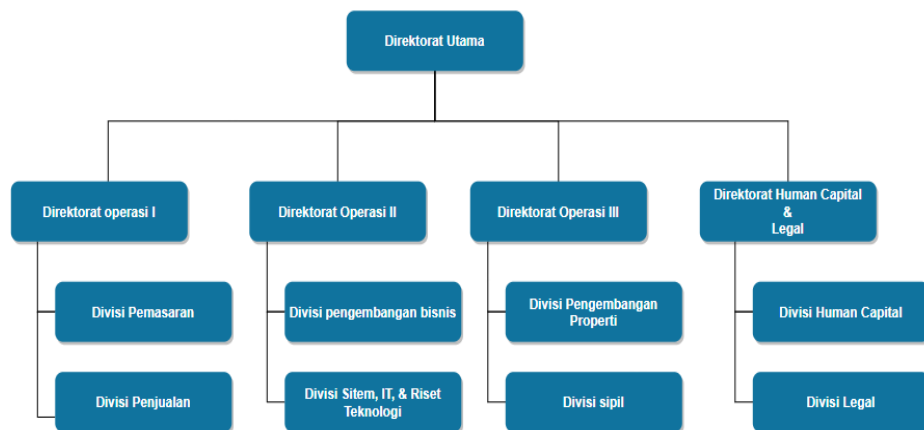 Direktorat Utama
Direktorat operasi I
Direktorat Operasi II
Direktorat Operasi III
Direktorat Human Capital
&
Legal
Divisi Pemasaran
Divisi pengembangan bisnis
Divisi Pengembangan
Properti
Divisi Human Capital
Divisi Penjualan
Divisi Sitem, IT, & Riset
Teknologi
Divisi sipil
Divisi Legal